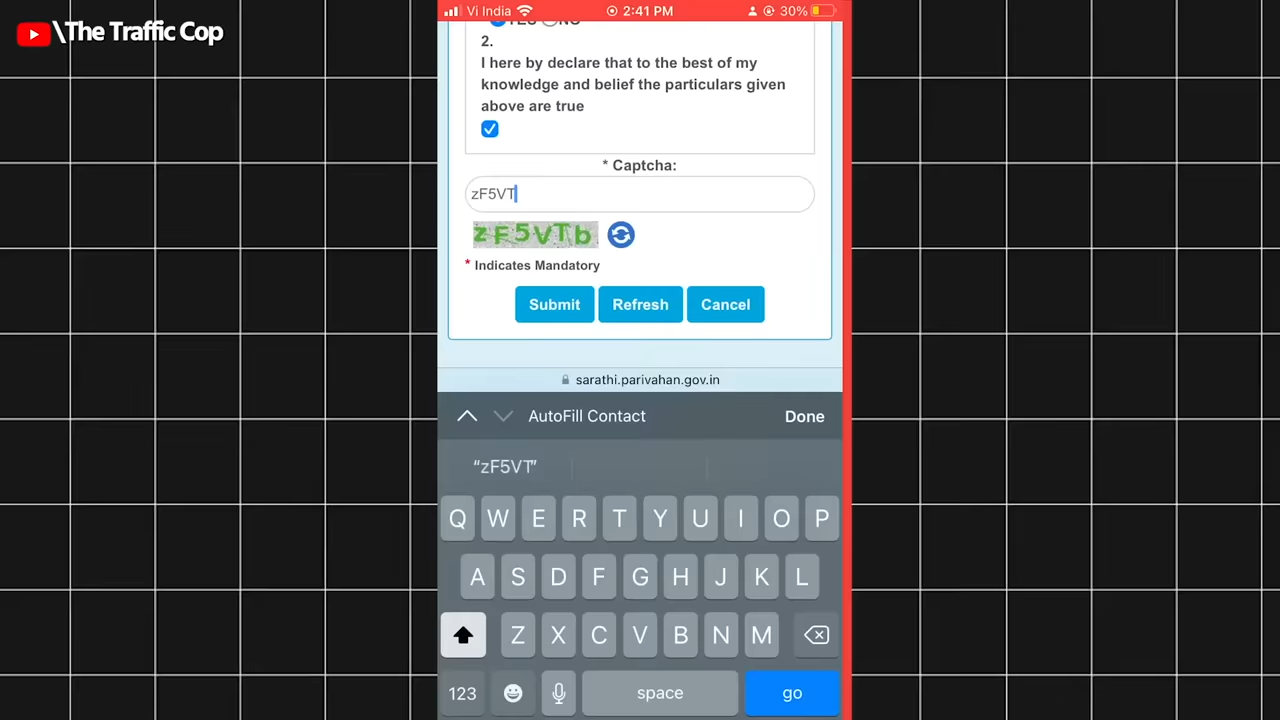 \The Traffic Cop
Vi India 2:41 PM 30%
YES NO
2.
I here by declare that to the best of my
knowledge and belief the particulars given
above are true
* Captcha:
zF5VT
zF5VTb
* Indicates Mandatory
Submit Refresh Cancel
sarathi.parivahan.gov.in
AutoFill Contact Done
“zF5VT”
Q W E R T Y U I O P
A S D F G H J K L
Z X C V B N M
123 space go